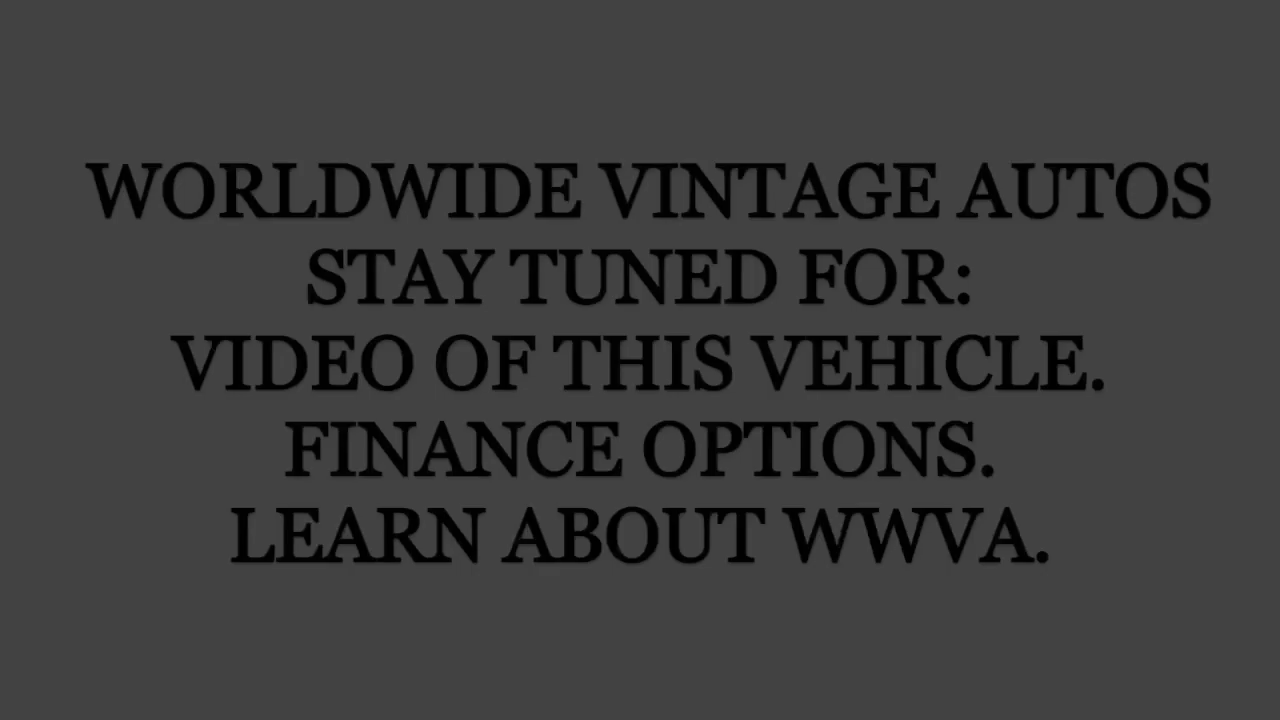 WORLDWIDE VINTAGE AUTOS
STAY TUNED FOR:
VIDEO OF THIS VEHICLE.
FINANCE OPTIONS.
LEARN ABOUT WWVA.